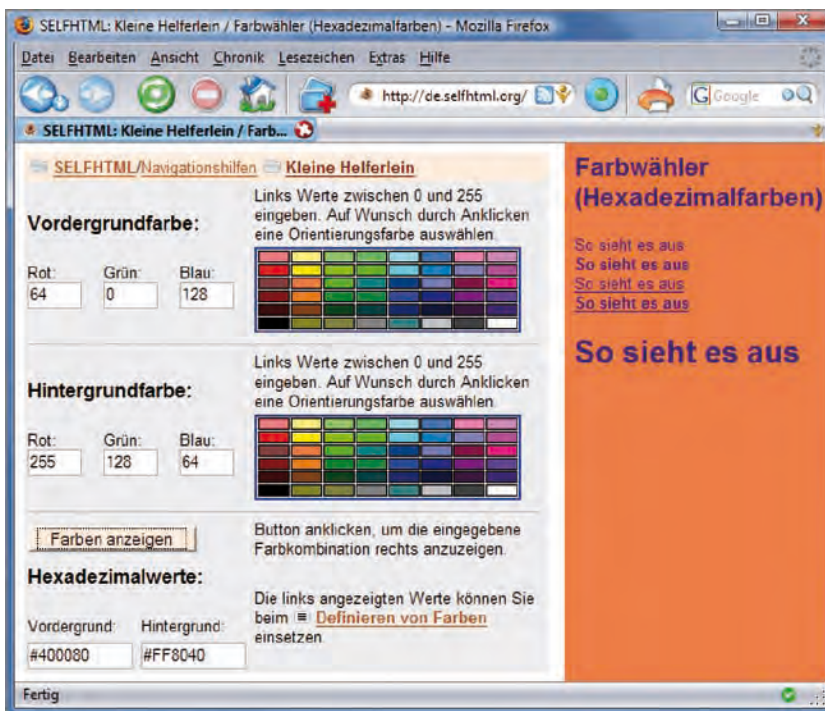 SELFHTML: Kleine Helferlein / Farbwähler (Hexadezimalfarben) - Mozilla Firefox
Datei Bearbeiten Ansicht Chronik Lesezeichen Extras Hilfe
http://de.selfhtml.org/ Google
SELFHTML: Kleine Helferlein / Farb...
SELFHTML/Navigationshilfen Kleine Helferlein
Vordergrundfarbe:
Links Werte zwischen 0 und 255
eingeben. Auf Wunsch durch Anklicken
eine Orientierungsfarbe auswählen.
Rot: Grün: Blau:
64 0 128
Hintergrundfarbe:
Links Werte zwischen 0 und 255
eingeben. Auf Wunsch durch Anklicken
eine Orientierungsfarbe auswählen.
Rot: Grün: Blau:
255 128 64
Farben anzeigen
Button anklicken, um die eingegebene
Farbkombination rechts anzuzeigen.
Hexadezimalwerte:
Vordergrund: Hintergrund:
#400080 #FF8040
Die links angezeigten Werte können Sie
beim Definieren von Farben
einsetzen
Farbwähler
(Hexadezimalfarben)
So sieht es aus
So sieht es aus
So sieht es aus
So sieht es aus
So sieht es aus
Fertig